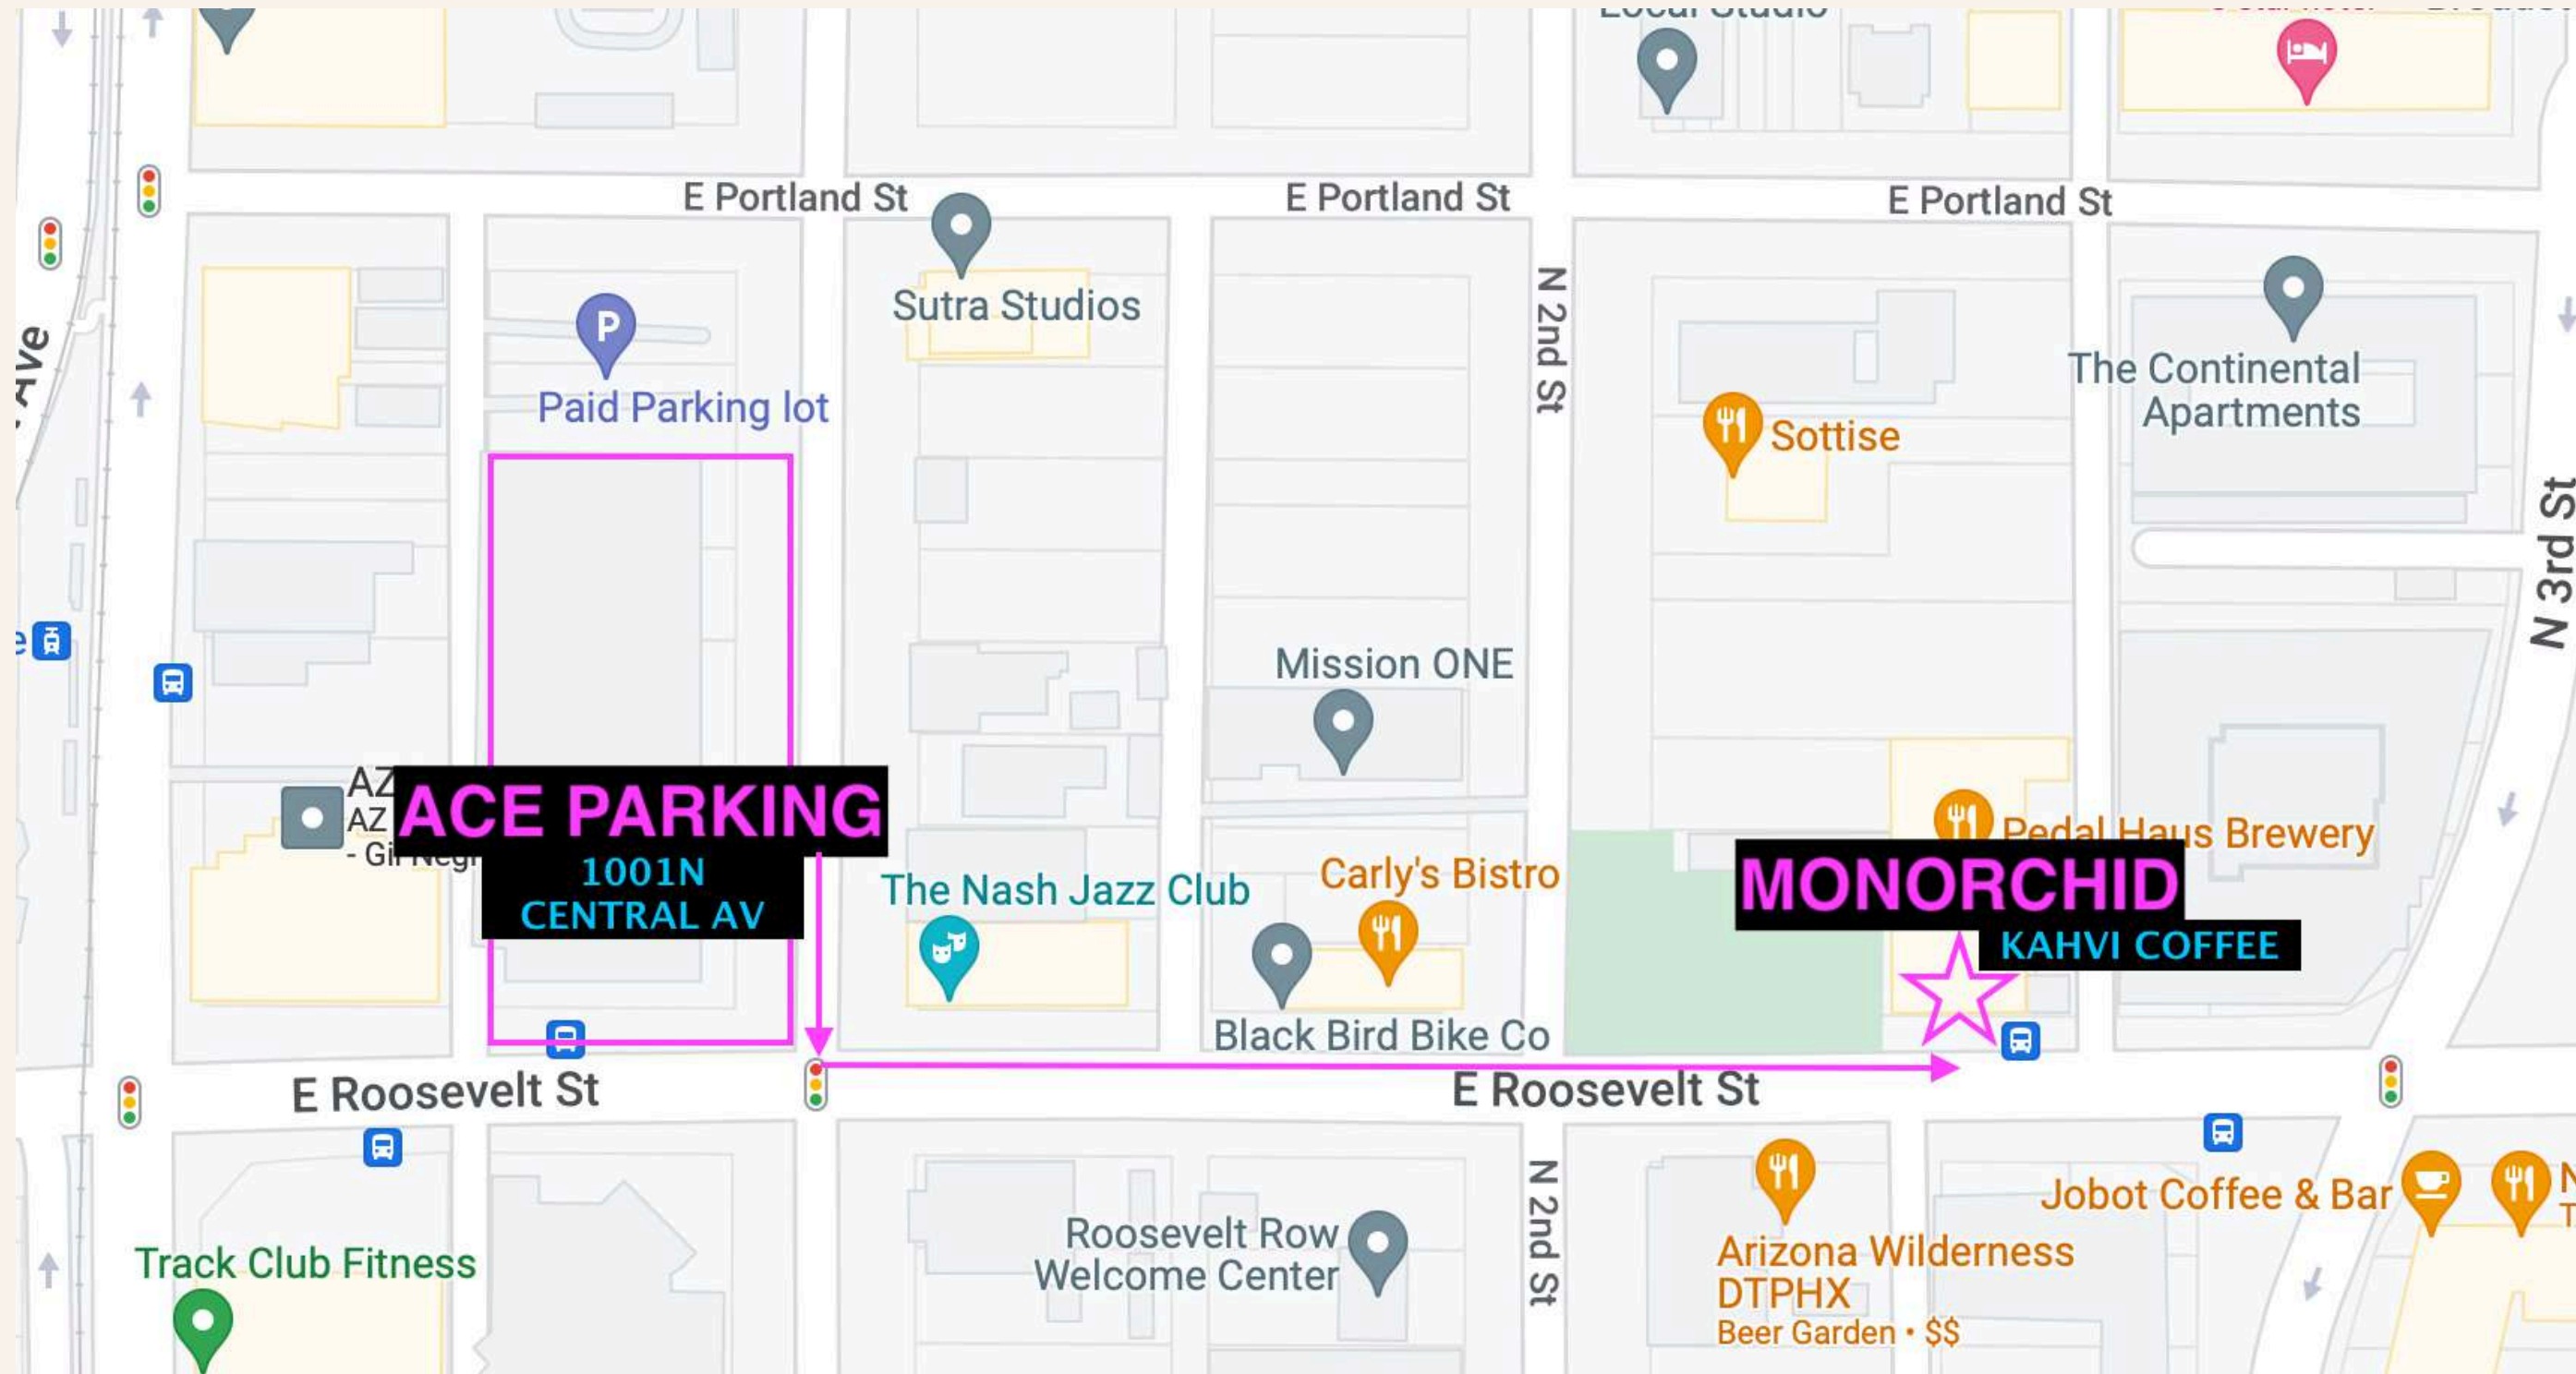 E Portland St
E Portland St
E Portland St
Sutra Studios
N 2nd St
P
Paid Parking lot
The Continental
Apartments
Sottise
N 3rd St
Ave
Mission ONE
AZ
AZ
ACE PARKING
1001N
CENTRAL AV
The Nash Jazz Club
Carly's Bistro
Pedal Haus Brewery
MONORCHID
KAHVI COFFEE
Black Bird Bike Co
E Roosevelt St
E Roosevelt St
N 2nd St
Jobot Coffee & Bar
Roosevelt Row
Welcome Center
Arizona Wilderness
DTPHX
Beer Garden • $$
Track Club Fitness